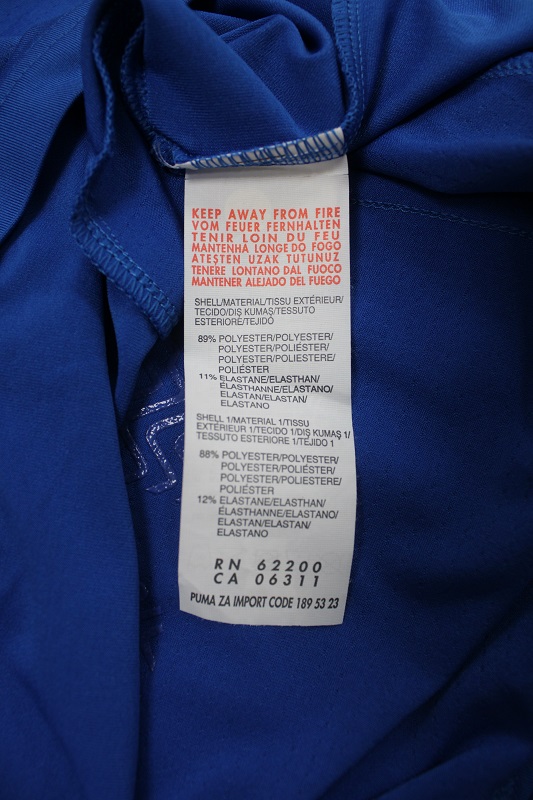 KEEP AWAY FROM FIRE
VOM FEUER FERNHALTEN
TENIR LOIN DU FEU
MANTENHA LONGE DO FOGO
ATEŞTEN UZAK TUTUNUZ
TENERE LONTANO DAL FUOCO
MANTENER ALEJADO DEL FUEGO
SHELL/MATERIAL/TISSU EXTÉRIEUR/
TECIDO/DIŞ KUMAŞ/TESSUTO
ESTERIORE/TEJIDO
89% POLYESTER/POLYESTER/
POLYESTER/POLIÉSTER/
POLYESTER/POLIESTERE/
POLIÉSTER
11% ELASTANE/ELASTHAN/
ÉLASTHANNE/ELASTANO/
ELASTAN/ELASTAN/
ELASTANO
SHELL 1/MATERIAL 1/TISSU
EXTÉRIEUR 1/TECIDO 1/DIŞ KUMAŞ 1/
TESSUTO ESTERIORE 1/TEJIDO 1
88% POLYESTER/POLYESTER/
POLYESTER/POLIÉSTER/
POLYESTER/POLIESTERE/
POLIÉSTER
12% ELASTANE/ELASTHAN/
ÉLASTHANNE/ELASTANO/
ELASTAN/ELASTAN/
ELASTANO
RN 62200
CA 06311
PUMA ZA IMPORT CODE 189 53 23